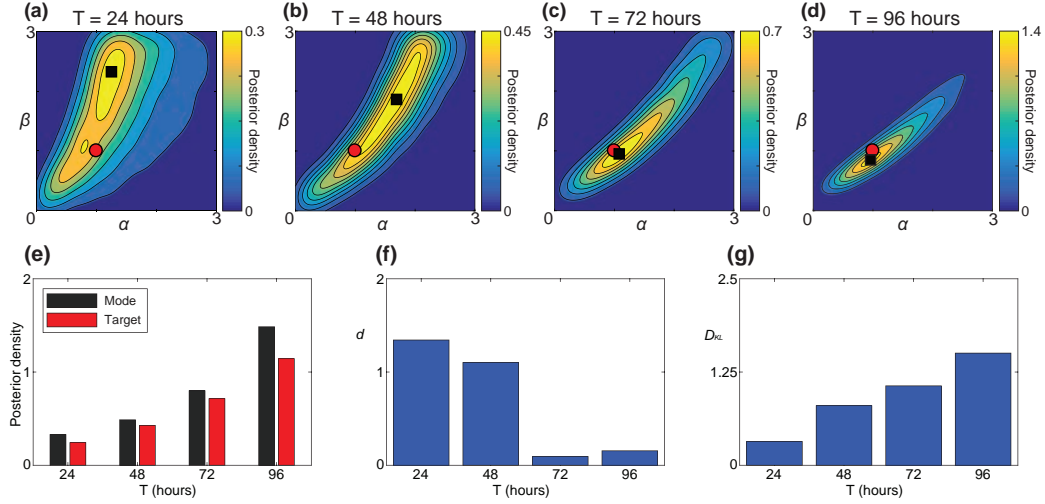 (a) T = 24 hours
3
β
0
α
3
0.3
Posterior density
0
(b) T = 48 hours
3
β
0
α
3
0.45
Posterior density
0
(c) T = 72 hours
3
β
0
α
3
0.7
Posterior density
0
(d) T = 96 hours
3
β
0
α
3
1.4
Posterior density
0
(e)
2
1
0
Posterior density
Mode
Target
24 48 72 96
T (hours)
(f)
2
1
0
d
24 48 72 96
T (hours)
(g)
2.5
1.25
0
DKL
24 48 72 96
T (hours)